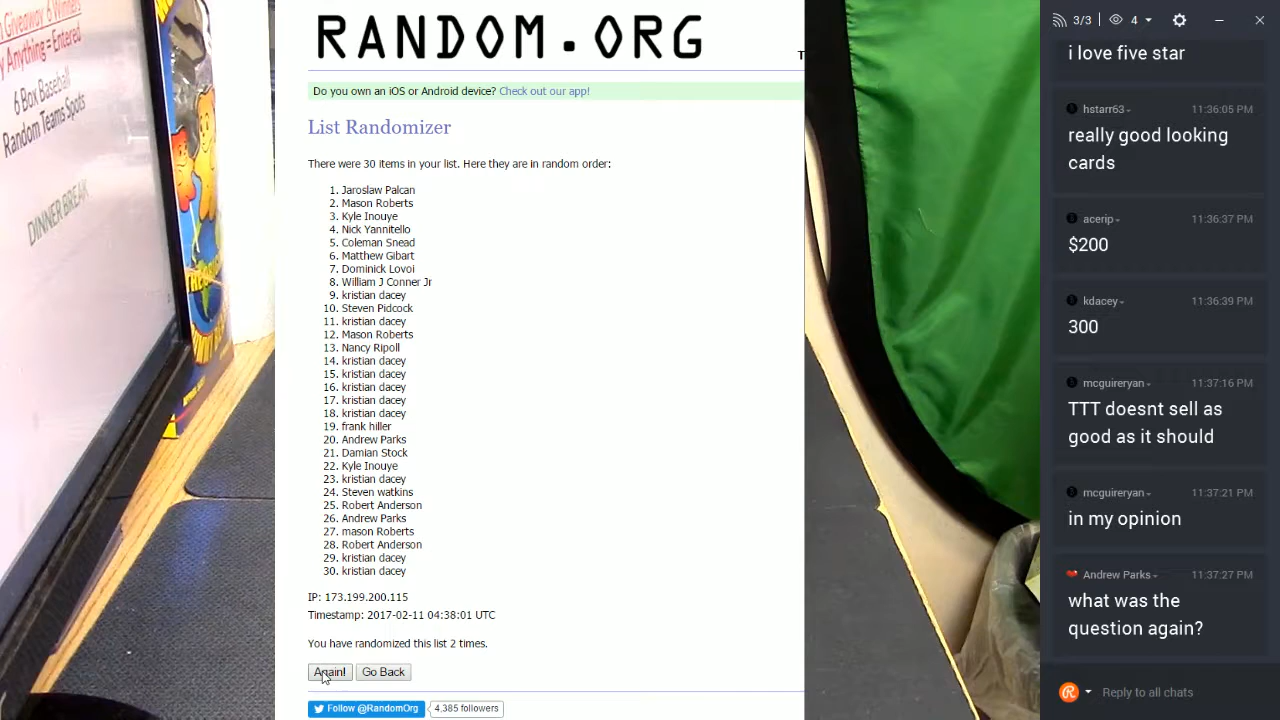 Giveaway 6 Winners
Anything = Entered
6 Box Baseball
Random Teams Spots
DINNER BREAK
RANDOM.ORG
T
Do you own an iOS or Android device? Check out our app!
List Randomizer
There were 30 items in your list. Here they are in random order:
1. Jaroslaw Palcan
2. Mason Roberts
3. Kyle Inouye
4. Nick Yannitello
5. Coleman Snead
6. Matthew Gibart
7. Dominick Lovoi
8. William J Conner Jr
9. kristian dacey
10. Steven Pidcock
11. kristian dacey
12. Mason Roberts
13. Nancy Ripoll
14. kristian dacey
15. kristian dacey
16. kristian dacey
17. kristian dacey
18. kristian dacey
19. frank hiller
20. Andrew Parks
21. Damian Stock
22. Kyle Inouye
23. kristian dacey
24. Steven watkins
25. Robert Anderson
26. Andrew Parks
27. mason Roberts
28. Robert Anderson
29. kristian dacey
30. kristian dacey
IP: 173.199.200.115
Timestamp: 2017-02-11 04:38:01 UTC
You have randomized this list 2 times.
Again! Go Back
Follow @RandomOrg 4,385 followers
3/3 4
i love five star
hstarr63 11:36:05 PM
really good looking
cards
acerip 11:36:37 PM
$200
kdacey 11:36:39 PM
300
mcguireryan 11:37:16 PM
TTT doesnt sell as
good as it should
mcguireryan 11:37:21 PM
in my opinion
Andrew Parks 11:37:27 PM
what was the
question again?
Reply to all chats